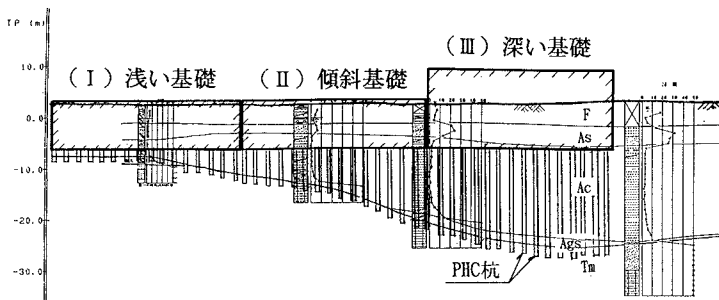 TP (m)
10.0
0.0
-10.0
-20.0
-30.0
(Ⅰ) 浅い基礎
(Ⅱ) 傾斜基礎
(Ⅲ) 深い基礎
F
As
Ac
Ags
Tm
PHC杭